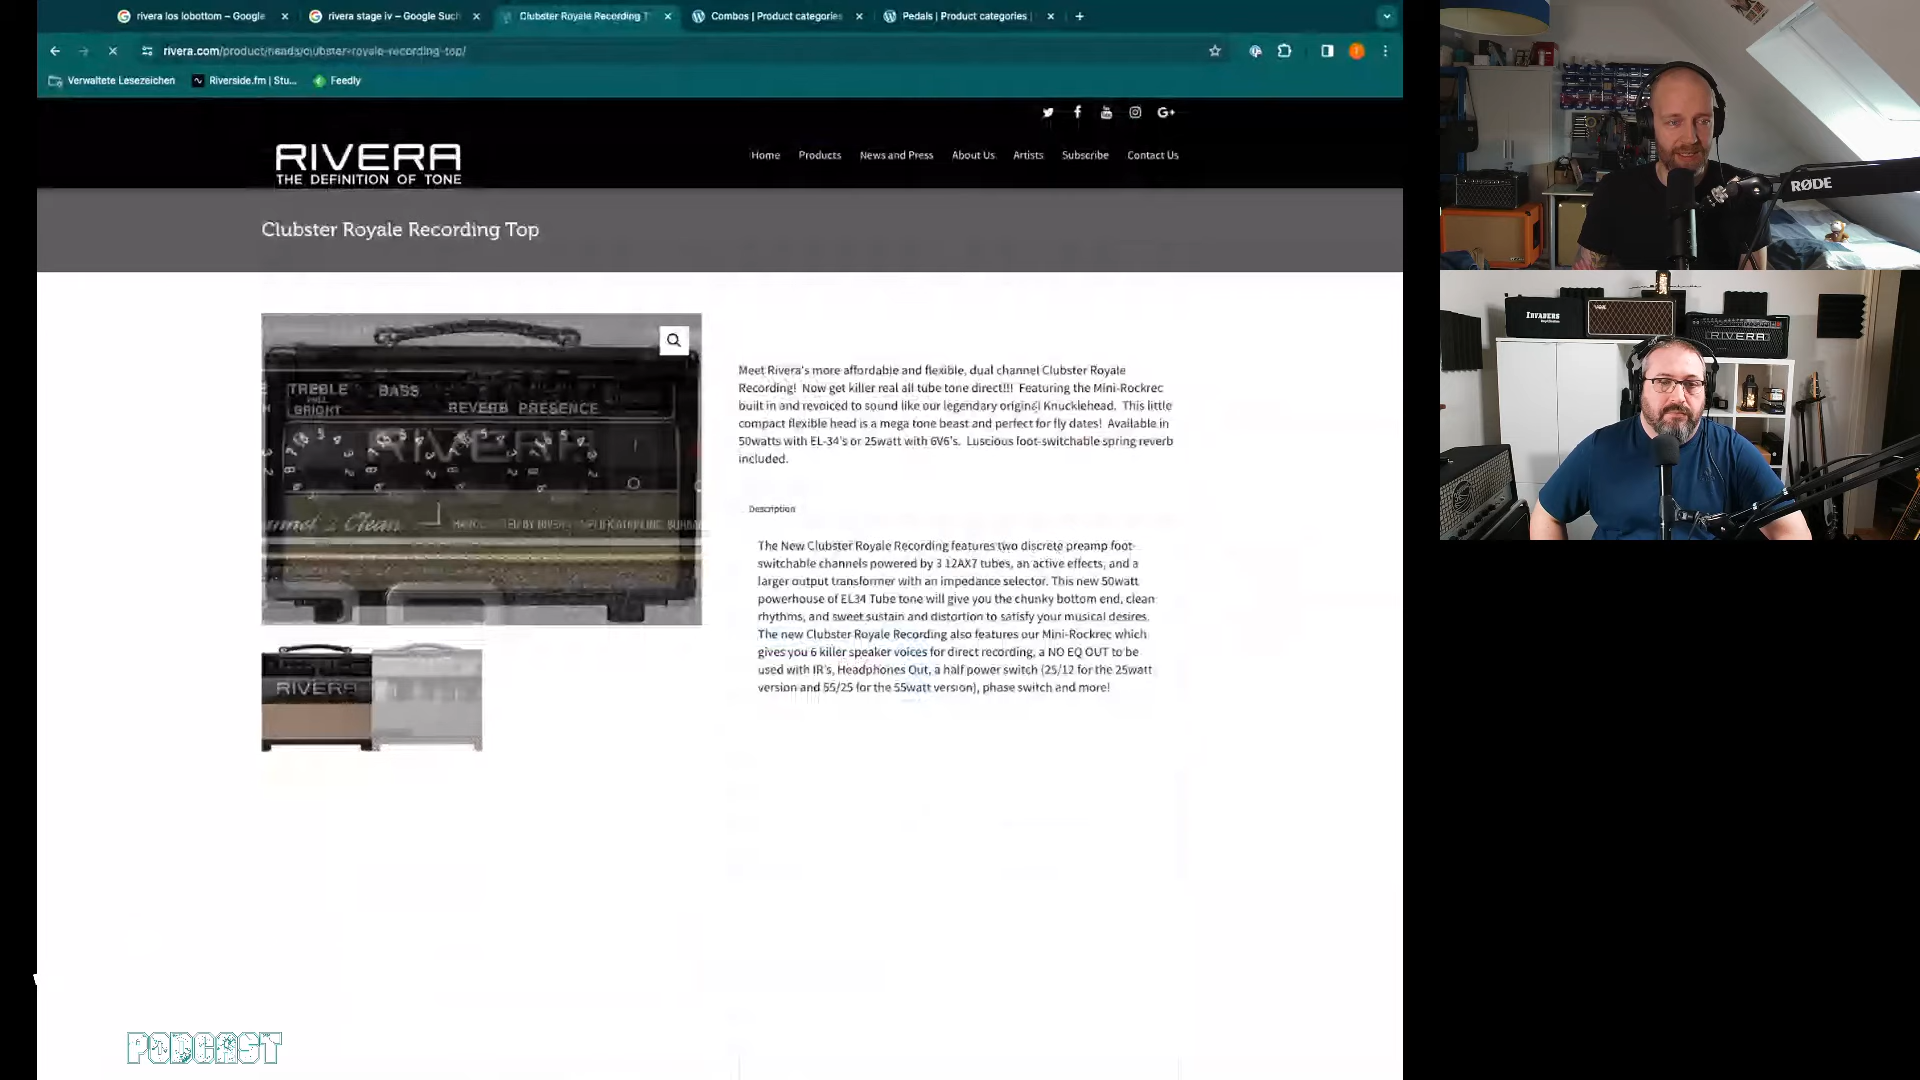 rivera los lobottom – Google
rivera stage iv – Google Such
Clubster Royale Recording T
Combos | Product categories
Pedals | Product categories
rivera.com/product/heads/clubster-royale-recording-top/
Verwaltete Lesezeichen
Riverside.fm | Stu...
Feedly
RIVERA
THE DEFINITION OF TONE
Home
Products
News and Press
About Us
Artists
Subscribe
Contact Us
Clubster Royale Recording Top
TREBLE
BASS
BRIGHT
REVERB PRESENCE
RIVERA
Clean
RIVERA
Meet Rivera's more affordable and flexible, dual channel Clubster Royale
Recording! Now get killer real all tube tone direct!!! Featuring the Mini-Rockrec
built in and revoiced to sound like our legendary original Knucklehead. This little
compact flexible head is a mega tone beast and perfect for fly dates! Available in
50watts with EL-34's or 25watt with 6V6's. Luscious foot-switchable spring reverb
included.
Description
The New Clubster Royale Recording features two discrete preamp foot-
switchable channels powered by 3 12AX7 tubes, an active effects, and a
larger output transformer with an impedance selector. This new 50watt
powerhouse of EL34 Tube tone will give you the chunky bottom end, clean
rhythms, and sweet sustain and distortion to satisfy your musical desires.
The new Clubster Royale Recording also features our Mini-Rockrec which
gives you 6 killer speaker voices for direct recording, a NO EQ OUT to be
used with IR's, Headphones Out, a half power switch (25/12 for the 25watt
version and 55/25 for the 55watt version), phase switch and more!
PODCAST
RØDE
INVADERS
VOX
RIVERA